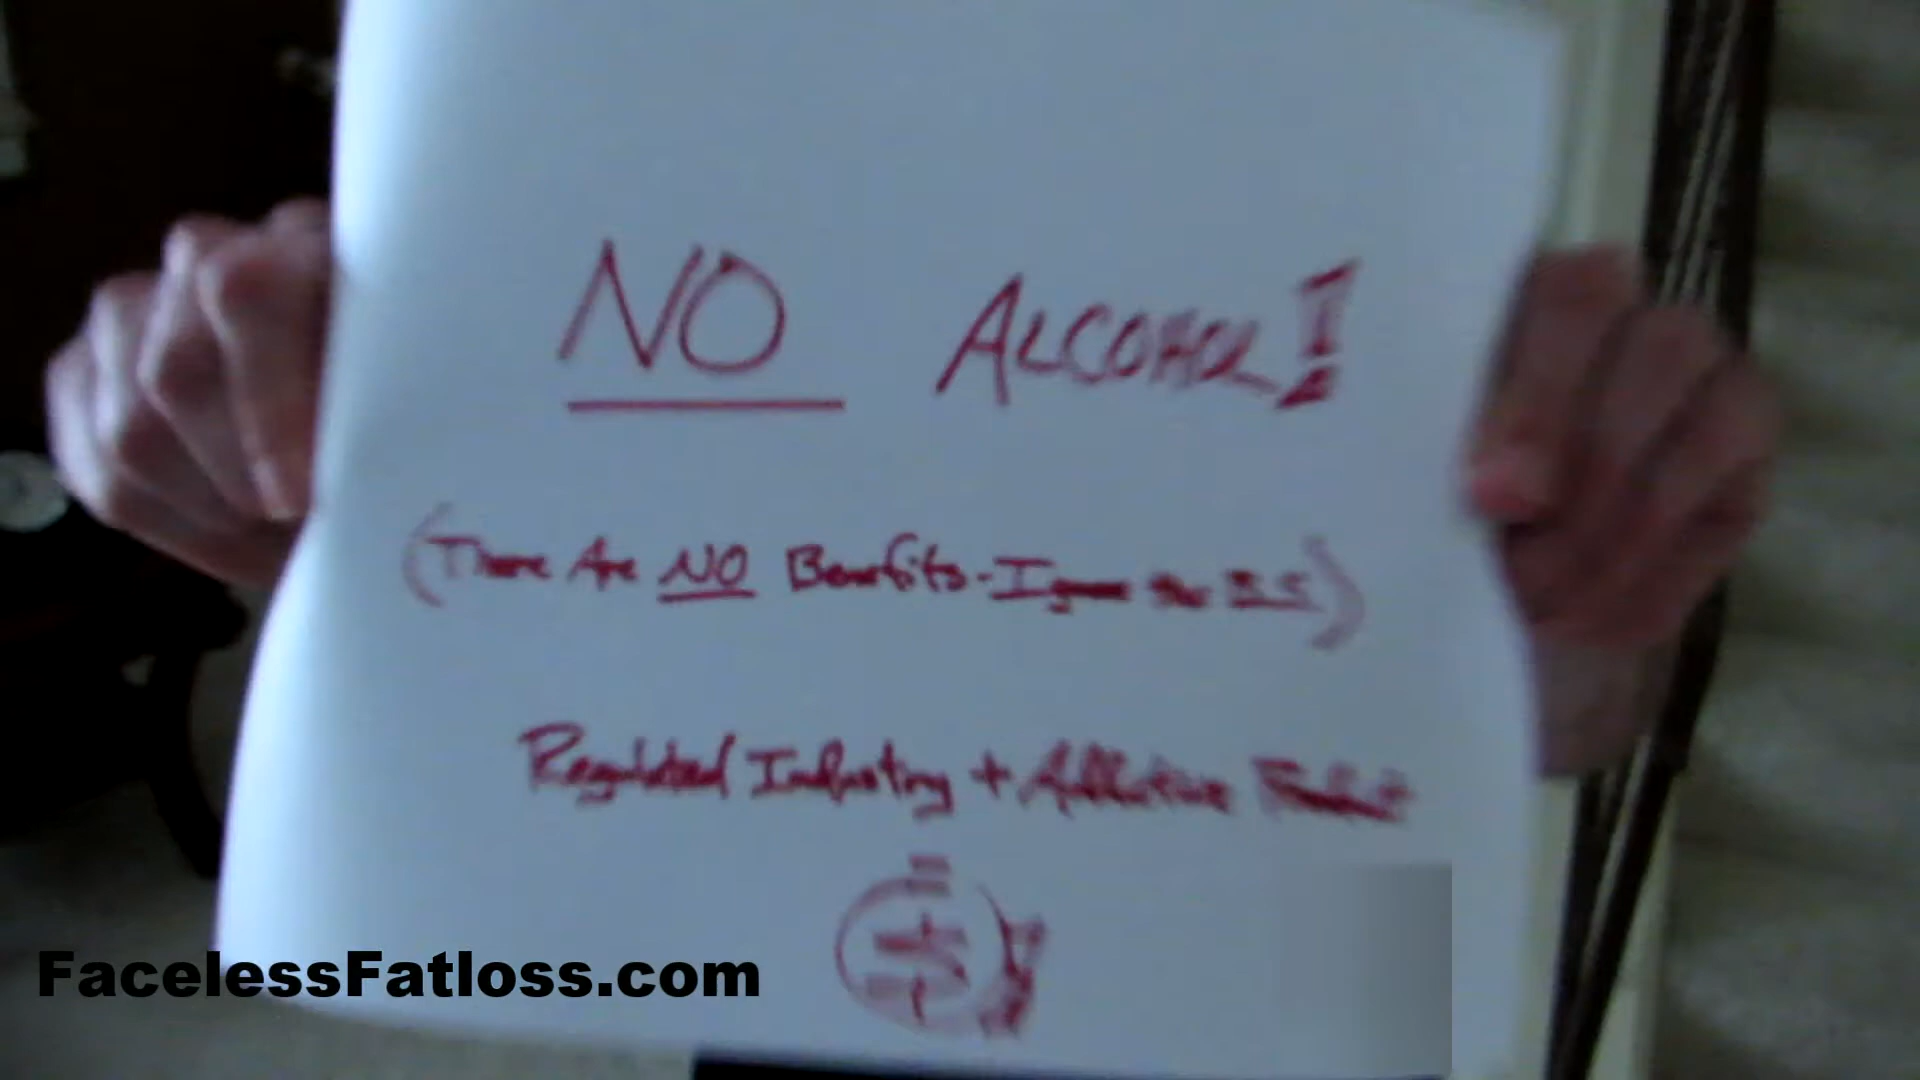 NO ALCOHOL!
(There Are NO Benefits - Ignore the B.S.)
Regulated Industry + Addictive Product
=
FacelessFatloss.com